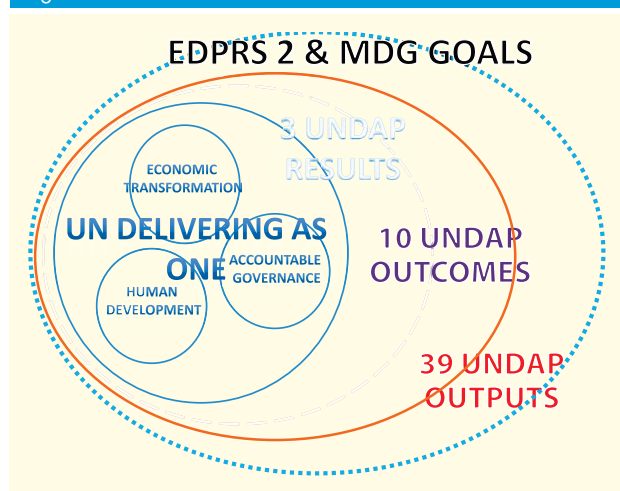 EDPRS 2 & MDG GOALS
3 UNDAP
RESULTS
ECONOMIC
TRANSFORMATION
UN DELIVERING AS
ONE
ACCOUNTABLE
GOVERNANCE
HUMAN
DEVELOPMENT
10 UNDAP
OUTCOMES
39 UNDAP
OUTPUTS